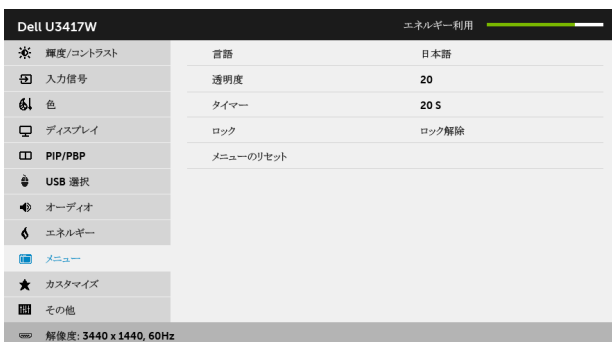 Dell U3417W エネルギー利用
輝度/コントラスト 言語 日本語
入力信号 透明度 20
色 タイマー 20 S
ディスプレイ ロック ロック解除
PIP/PBP メニューのリセット
USB 選択
オーディオ
エネルギー
メニュー
カスタマイズ
その他
解像度: 3440 x 1440, 60Hz